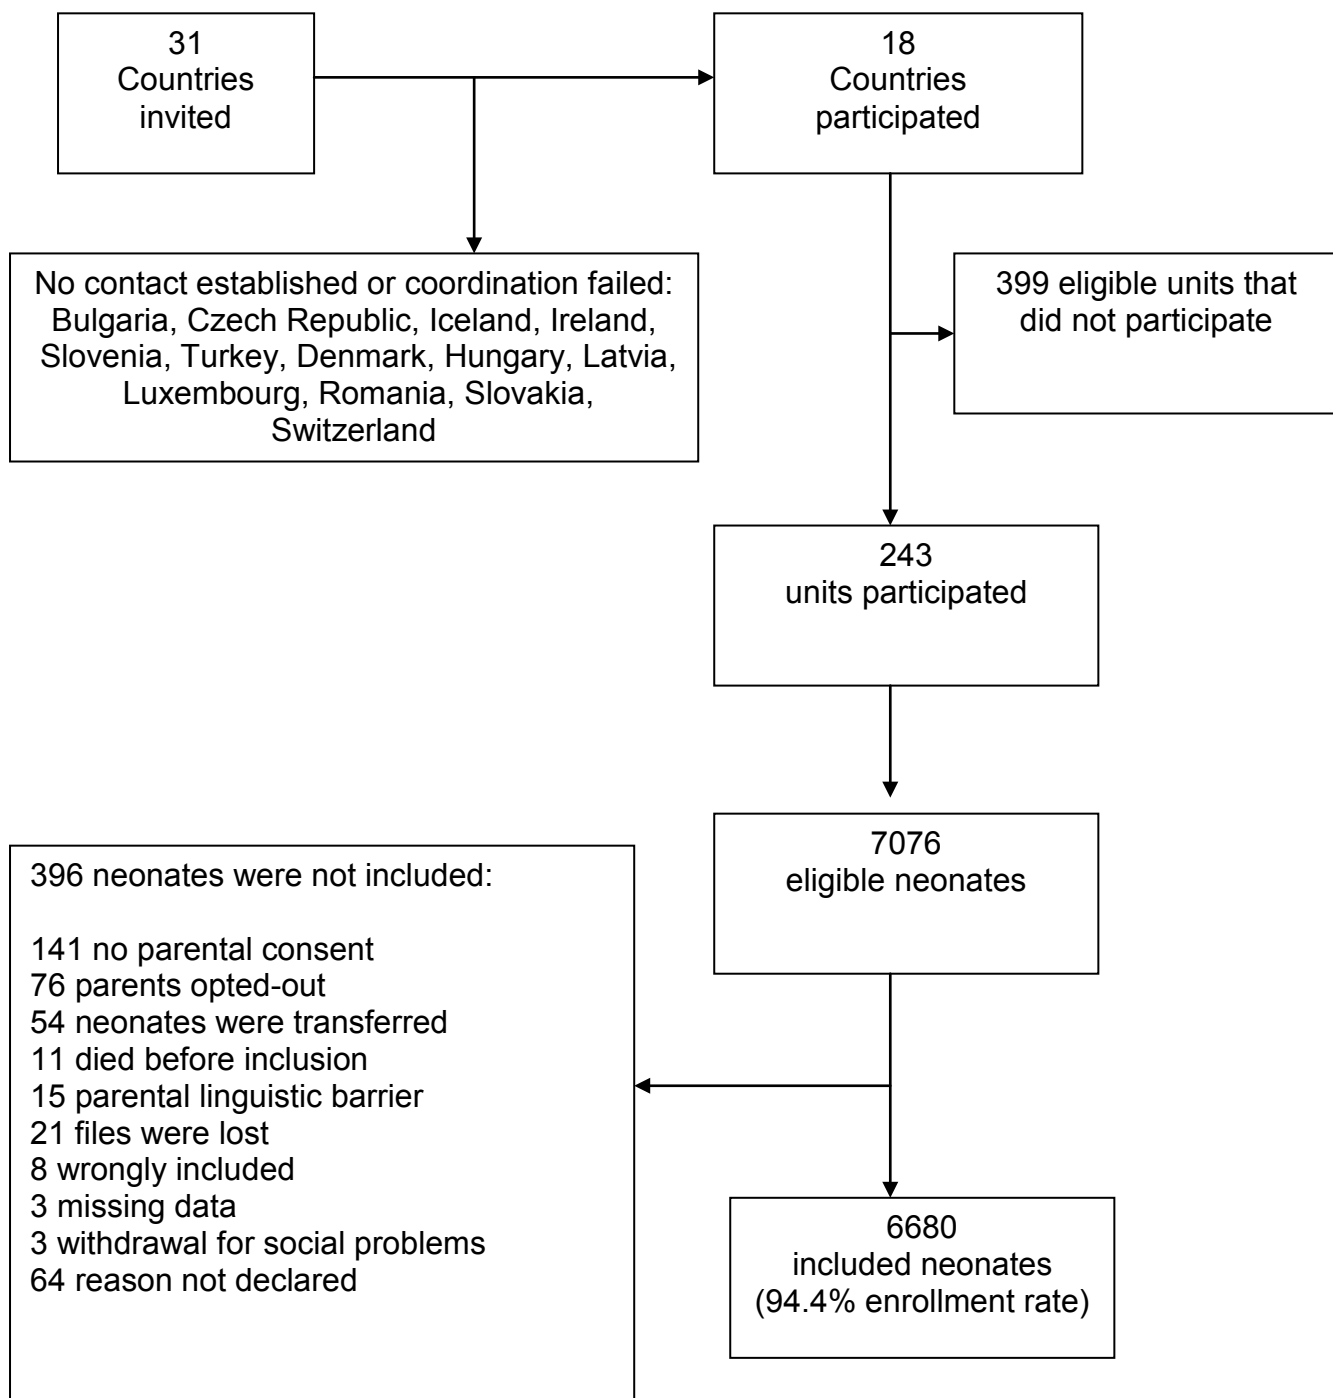 31
Countries
invited
18
Countries
participated
No contact established or coordination failed:
Bulgaria, Czech Republic, Iceland, Ireland,
Slovenia, Turkey, Denmark, Hungary, Latvia,
Luxembourg, Romania, Slovakia,
Switzerland
399 eligible units that
did not participate
243
units participated
7076
eligible neonates
396 neonates were not included:
141 no parental consent
76 parents opted-out
54 neonates were transferred
11 died before inclusion
15 parental linguistic barrier
21 files were lost
8 wrongly included
3 missing data
3 withdrawal for social problems
64 reason not declared
6680
included neonates
(94.4% enrollment rate)